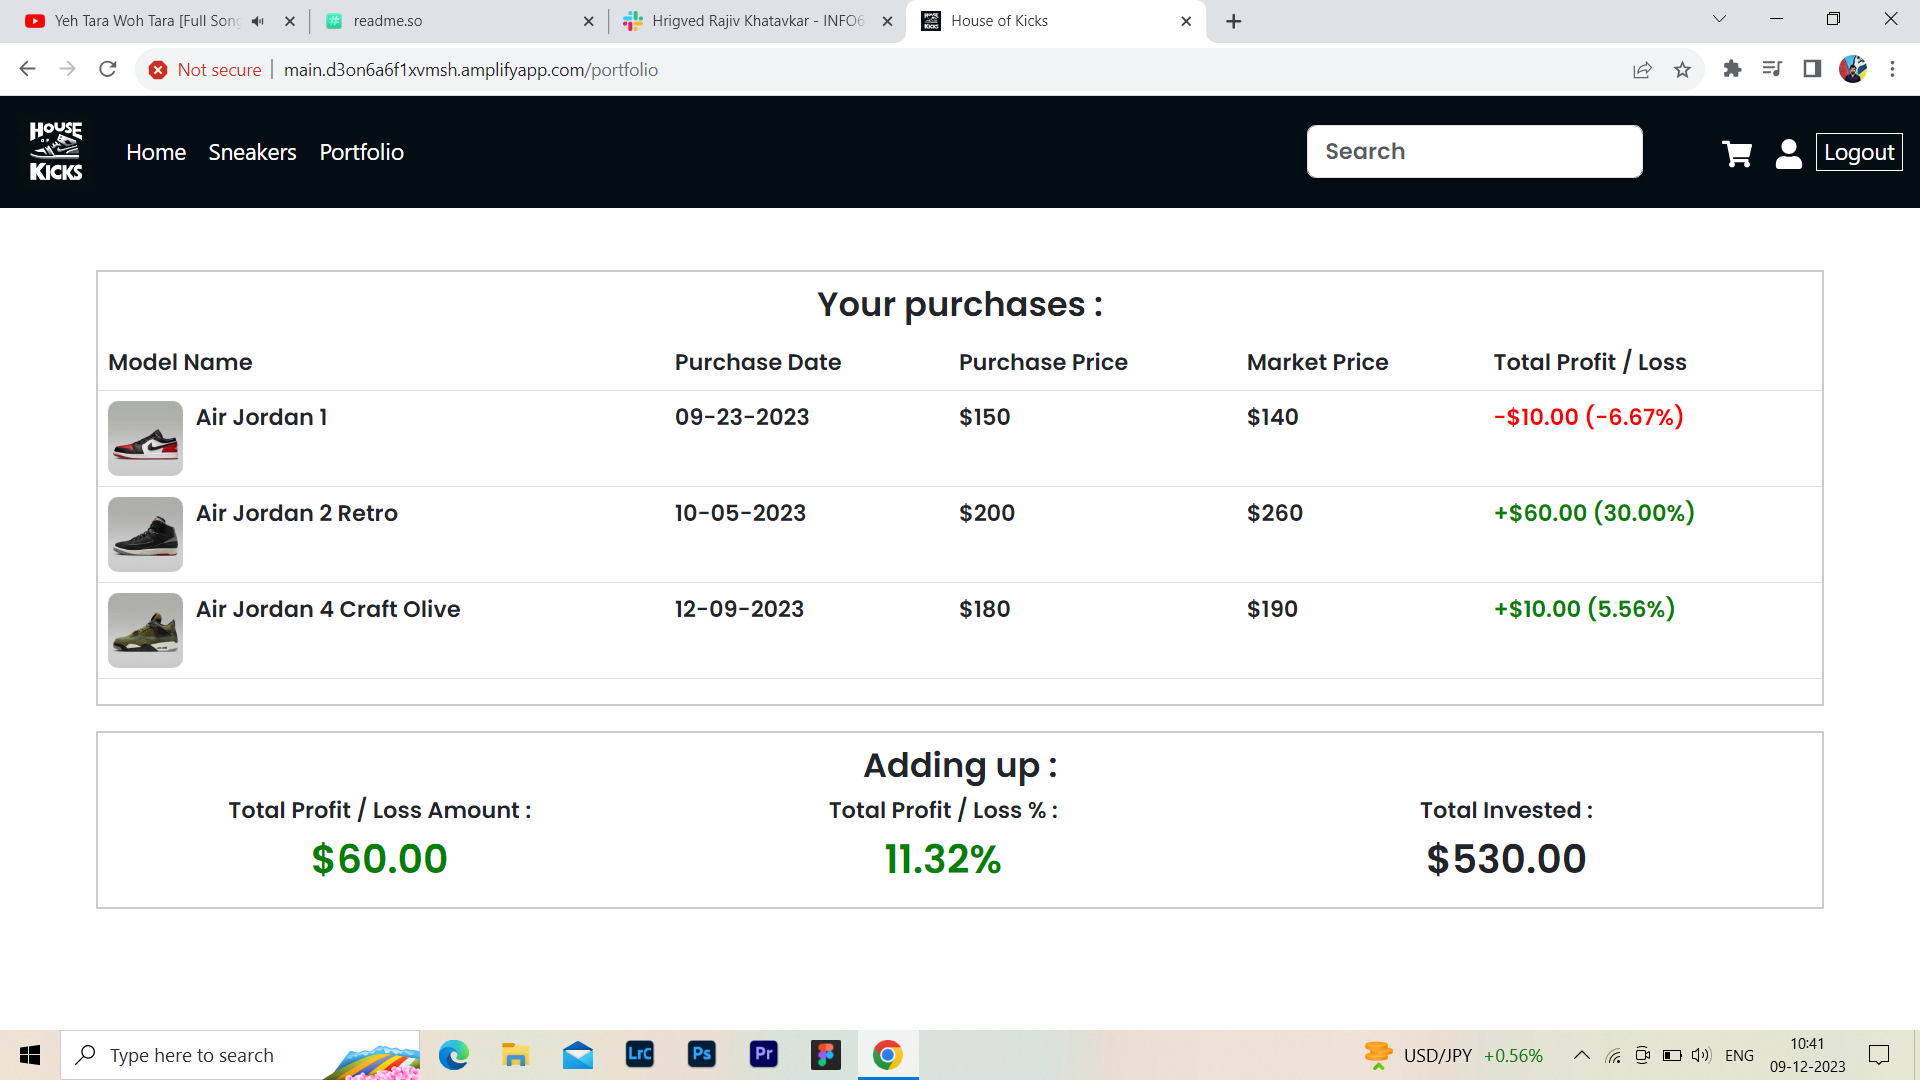 Yeh Tara Woh Tara [Full Song
readme.so
Hrigved Rajiv Khatavkar - INFO6
House of Kicks
Not secure
main.d3on6a6f1xvmsh.amplifyapp.com/portfolio
HOUSE OF KICKS
Home Sneakers Portfolio
Search
Logout
Your purchases :
Model Name Purchase Date Purchase Price Market Price Total Profit / Loss
Air Jordan 1 09-23-2023 $150 $140 -$10.00 (-6.67%)
Air Jordan 2 Retro 10-05-2023 $200 $260 +$60.00 (30.00%)
Air Jordan 4 Craft Olive 12-09-2023 $180 $190 +$10.00 (5.56%)
Adding up :
Total Profit / Loss Amount : Total Profit / Loss % : Total Invested :
$60.00 11.32% $530.00
Type here to search
LrC
Ps
Pr
USD/JPY +0.56%
ENG
10:41
09-12-2023